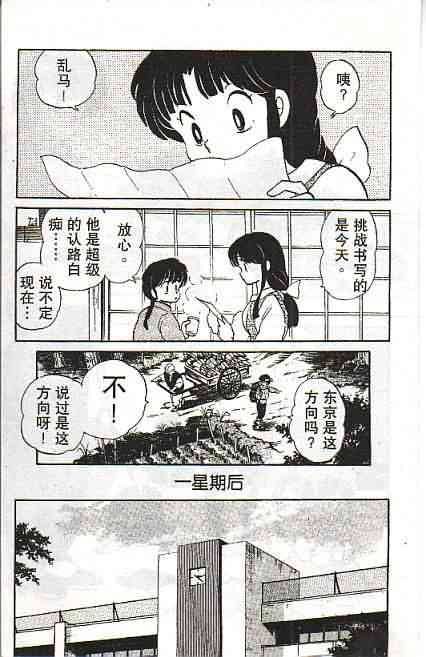 咦？
乱马！
挑战书写的
是今天。
放心。
他是超级
的认路白
痴……
说不定
现在…
东京是这
方向吗？
不！
说过是这
方向呀！
一星期后